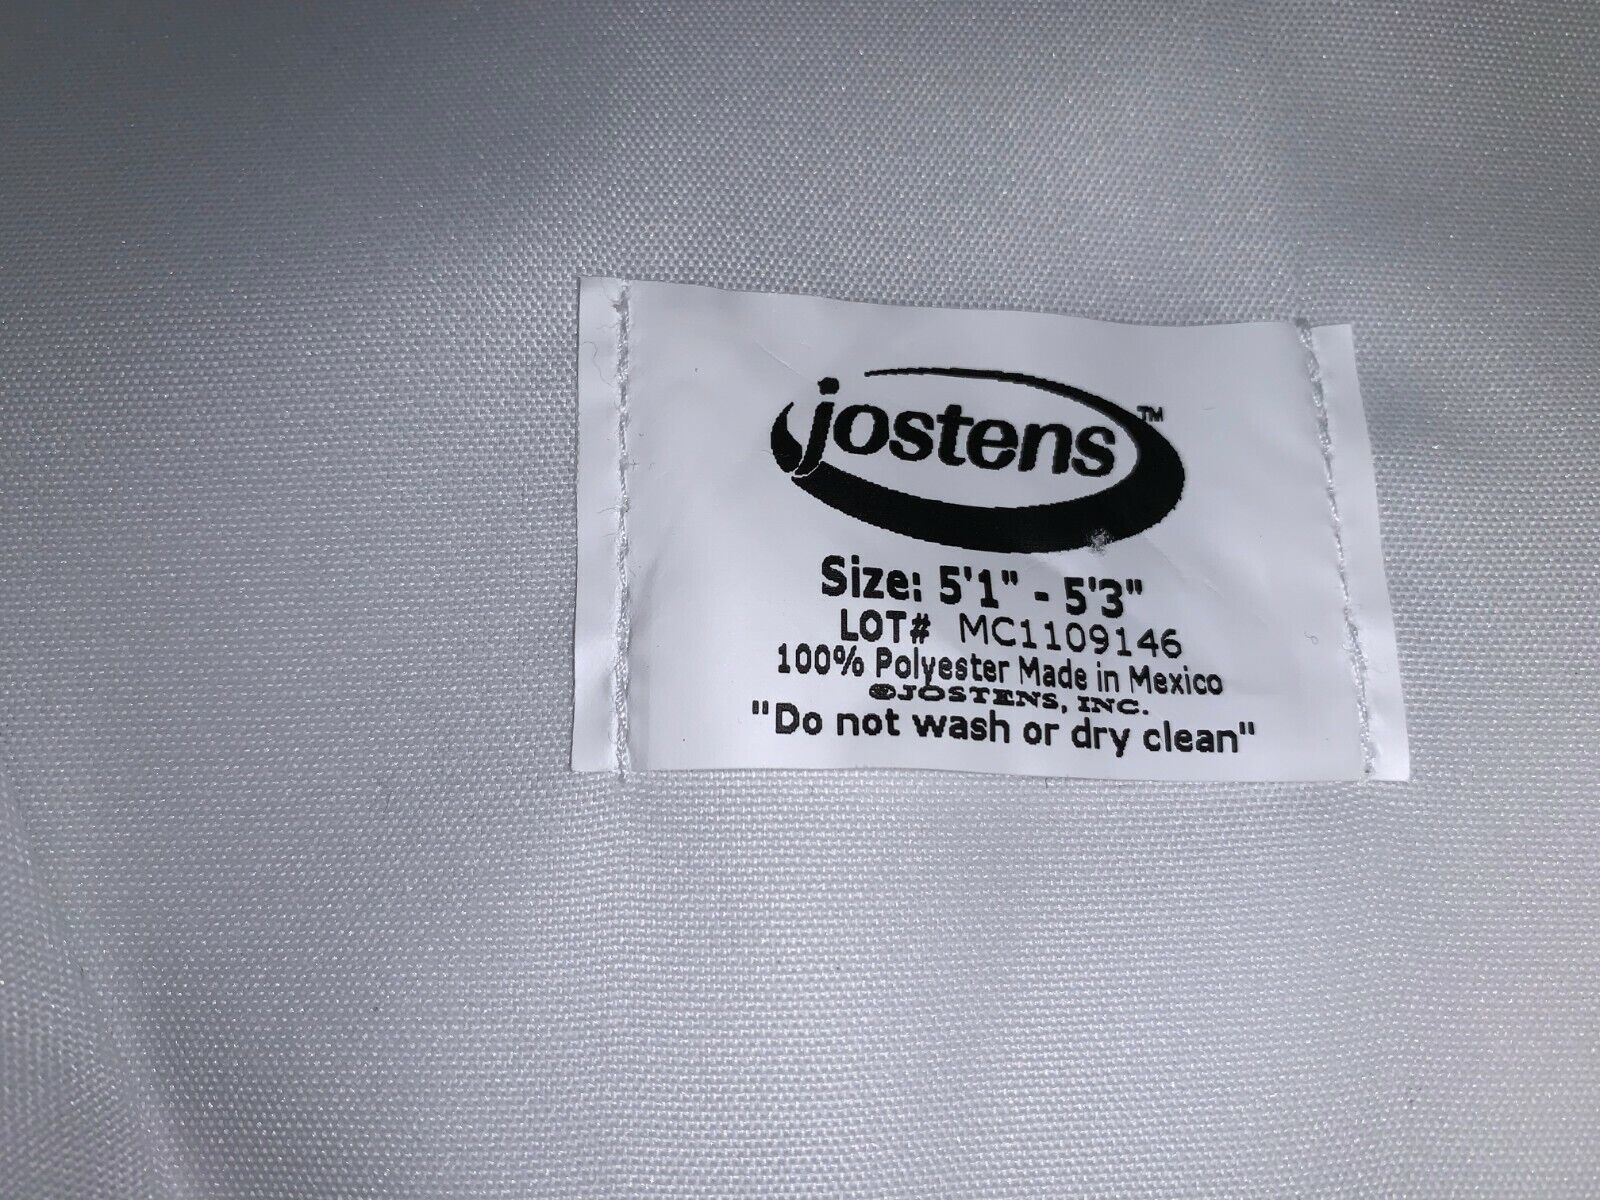 jostens™
Size: 5'1" - 5'3"
LOT# MC1109146
100% Polyester Made in Mexico
©JOSTENS, INC.
"Do not wash or dry clean"